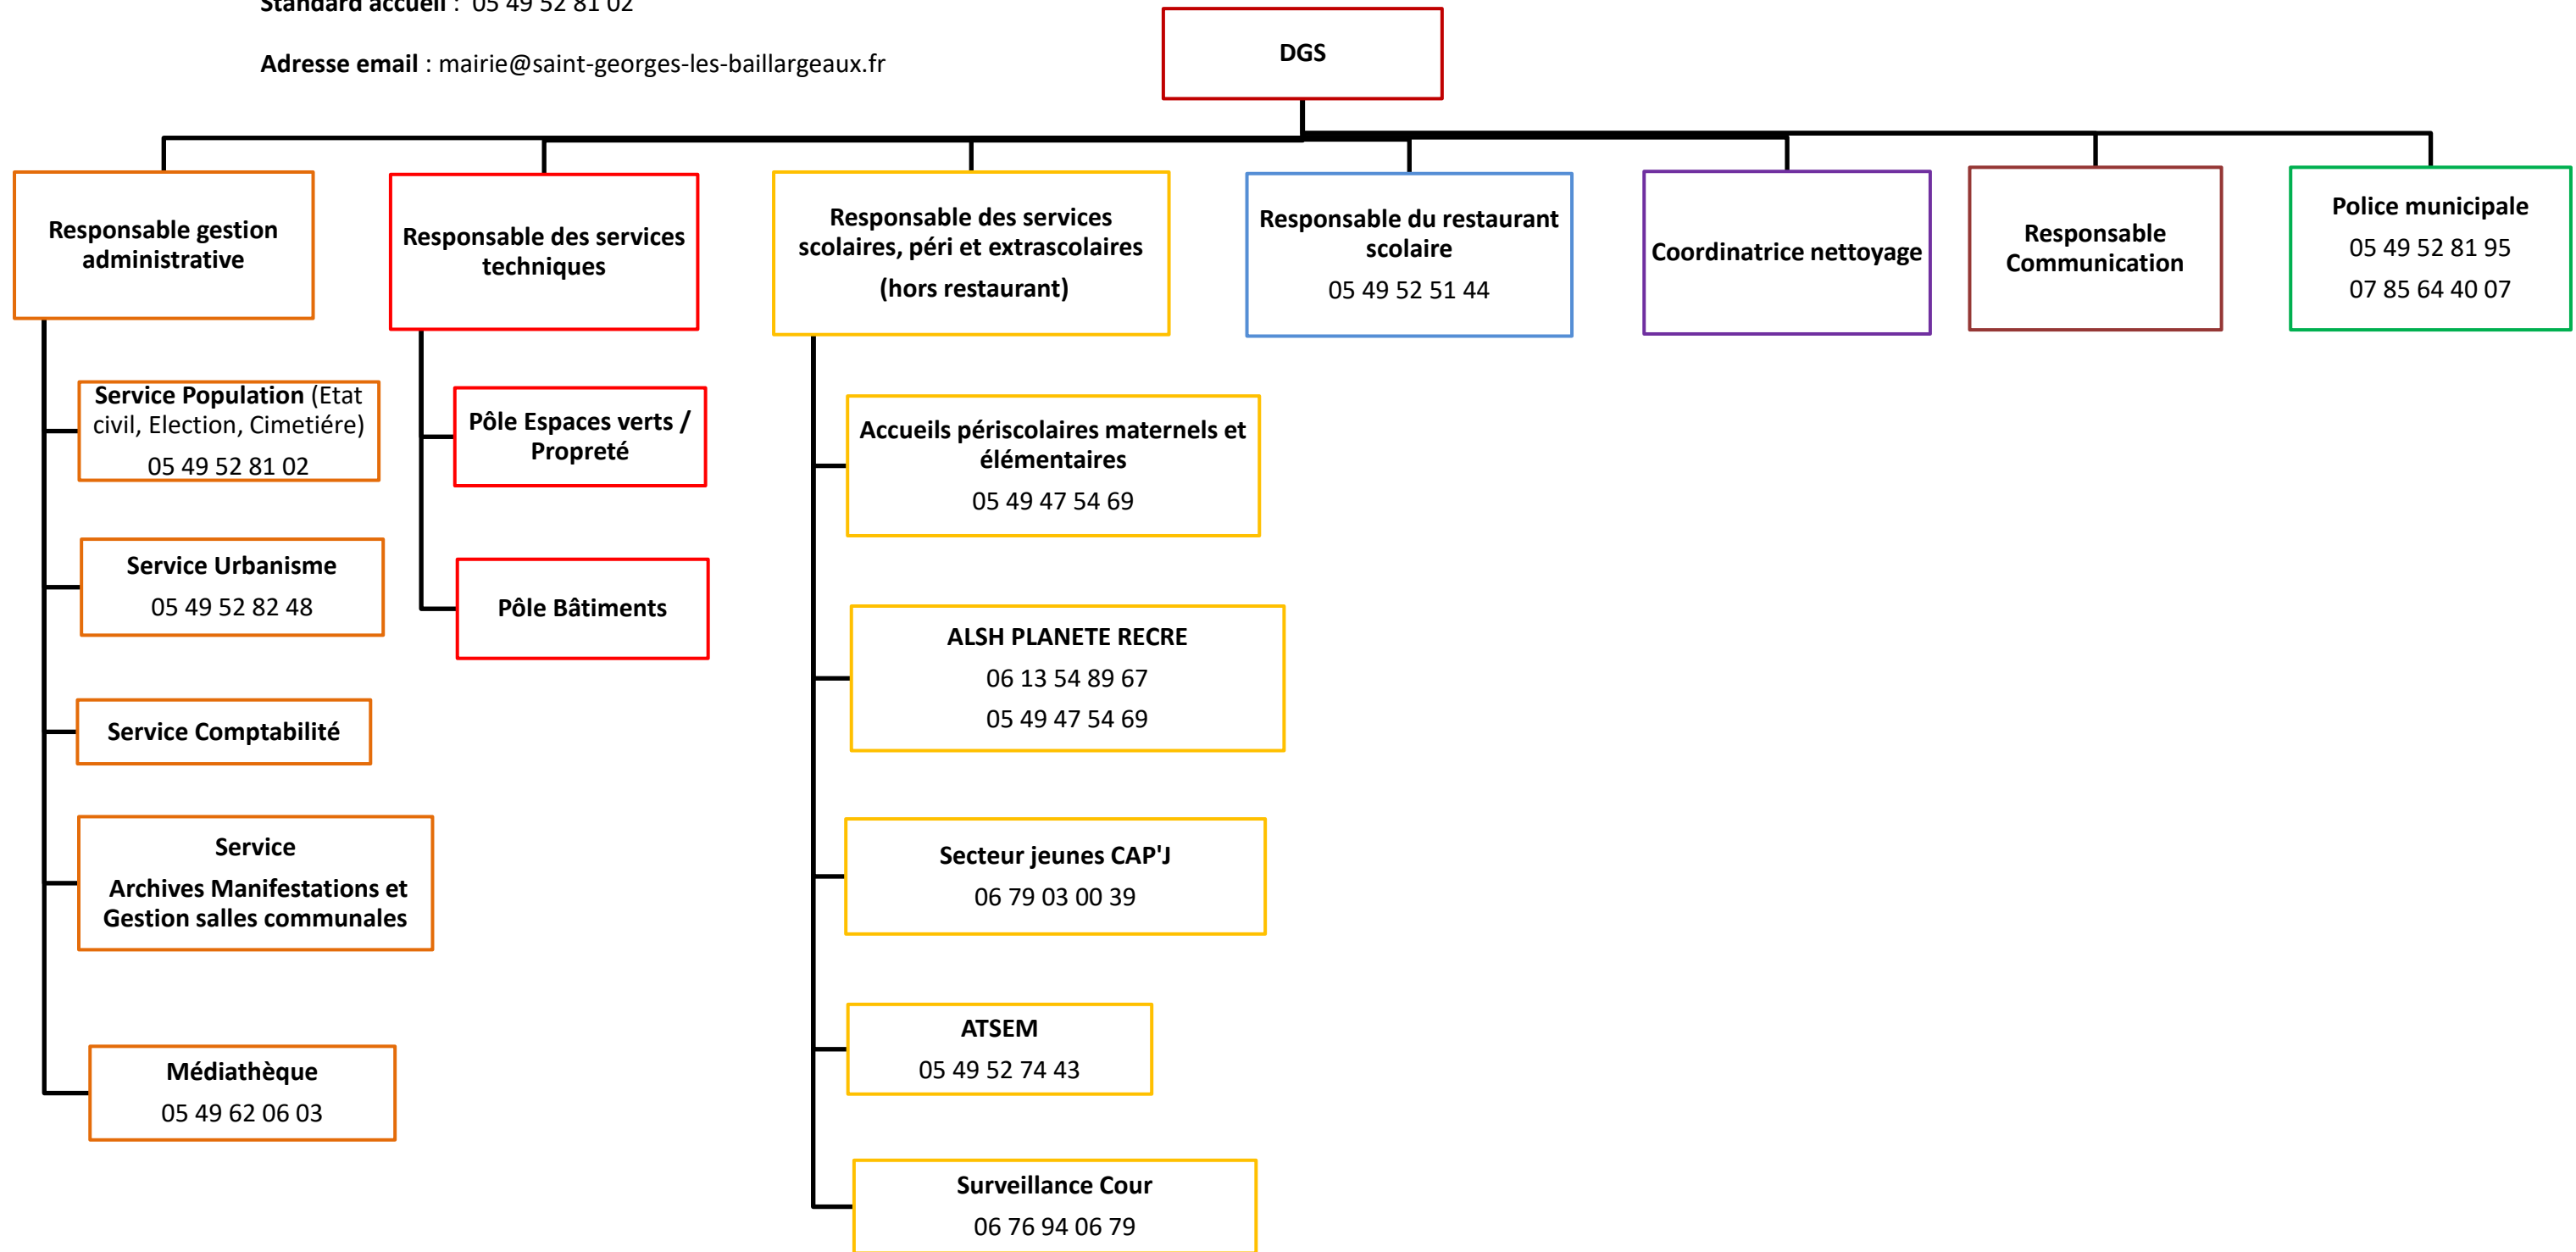 Standard accueil : 05 49 52 81 02
Adresse email : mairie@saint-georges-les-baillargeaux.fr
DGS
Responsable gestion
administrative
Responsable des services
techniques
Responsable des services
scolaires, péri et extrascolaires
(hors restaurant)
Responsable du restaurant
scolaire
05 49 52 51 44
Coordinatrice nettoyage
Responsable
Communication
Police municipale
05 49 52 81 95
07 85 64 40 07
Service Population (Etat
civil, Election, Cimetiére)
05 49 52 81 02
Service Urbanisme
05 49 52 82 48
Service Comptabilité
Service
Archives Manifestations et
Gestion salles communales
Médiathèque
05 49 62 06 03
Pôle Espaces verts /
Propreté
Pôle Bâtiments
Accueils périscolaires maternels et
élémentaires
05 49 47 54 69
ALSH PLANETE RECRE
06 13 54 89 67
05 49 47 54 69
Secteur jeunes CAP'J
06 79 03 00 39
ATSEM
05 49 52 74 43
Surveillance Cour
06 76 94 06 79